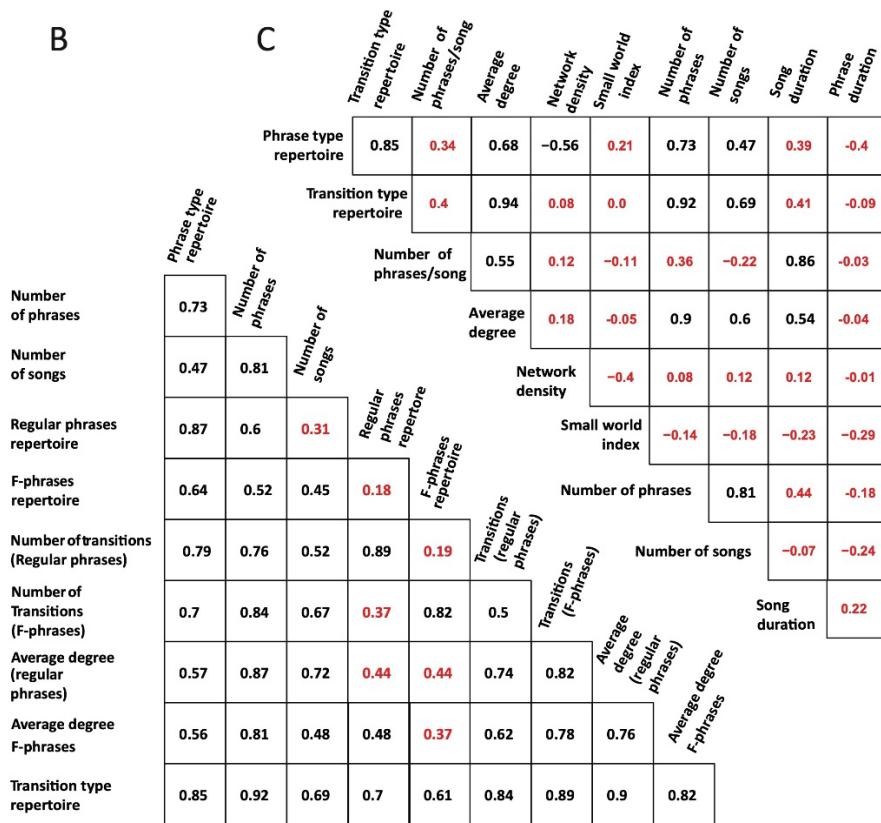 B
C
Transition type
repertoire
Number of
phrases/song
Average
degree
Network
density
Small world
index
Number of
phrases
Number of
songs
Song
duration
Phrase
duration
Phrase type
repertoire
0.85 0.34 0.68 −0.56 0.21 0.73 0.47 0.39 -0.4
Transition type
repertoire
0.4 0.94 0.08 0.0 0.92 0.69 0.41 -0.09
Number of
phrases/song
0.55 0.12 −0.11 0.36 −0.22 0.86 -0.03
Average
degree
0.18 -0.05 0.9 0.6 0.54 -0.04
Network
density
-0.4 0.08 0.12 0.12 -0.01
Small world
index
−0.14 −0.18 −0.23 −0.29
Number of phrases
0.81 0.44 -0.18
Number of songs
−0.07 −0.24
Song
duration
0.22
Phrase type
repertoire
Number of
phrases
Number of
songs
Regular
phrases
repertore
F-phrases
repertoire
Transitions
(regular
phrases)
Transitions
(F-phrases)
Average
degree
(regular
phrases)
Average degree
F-phrases
Number
of phrases
0.73
Number
of songs
0.47 0.81
Regular phrases
repertoire
0.87 0.6 0.31
F-phrases
repertoire
0.64 0.52 0.45 0.18
Number of transitions
(Regular phrases)
0.79 0.76 0.52 0.89 0.19
Number of
Transitions
(F-phrases)
0.7 0.84 0.67 0.37 0.82 0.5
Average degree
(regular
phrases)
0.57 0.87 0.72 0.44 0.44 0.74 0.82
Average degree
F-phrases
0.56 0.81 0.48 0.48 0.37 0.62 0.78 0.76
Transition type
repertoire
0.85 0.92 0.69 0.7 0.61 0.84 0.89 0.9 0.82